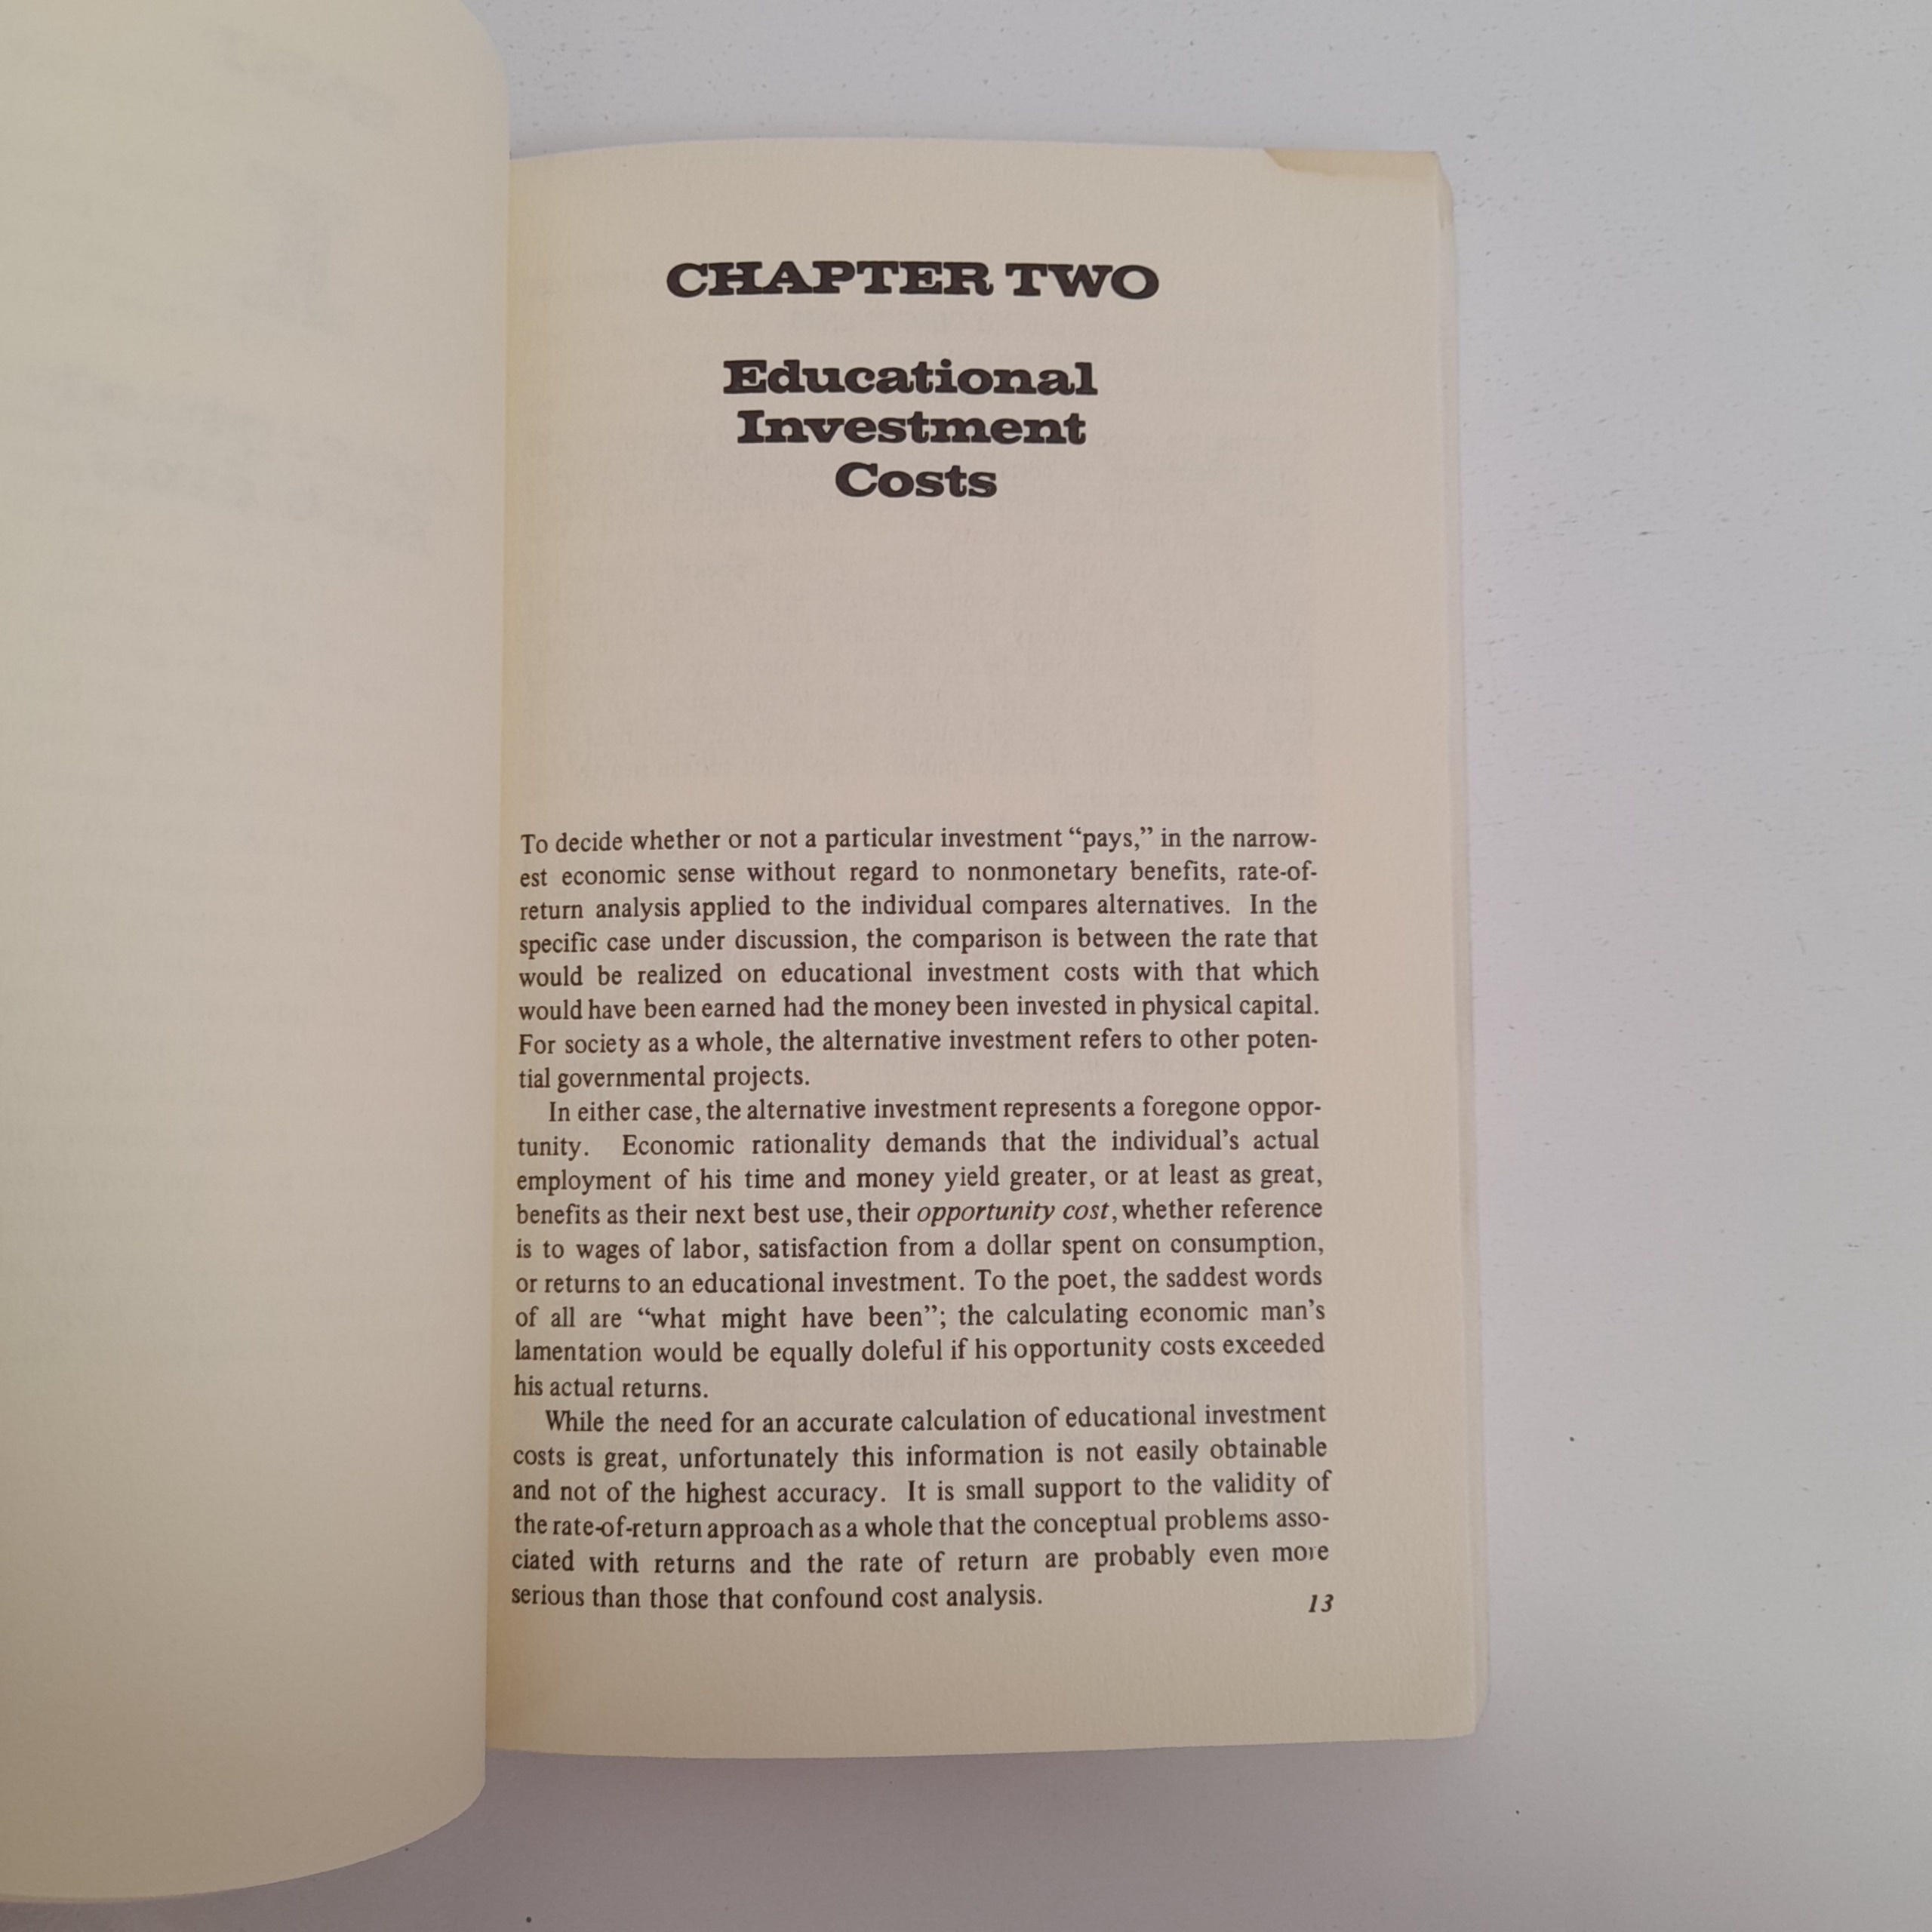 CHAPTER TWO
Educational
Investment
Costs
To decide whether or not a particular investment “pays,” in the narrow-
est economic sense without regard to nonmonetary benefits, rate-of-
return analysis applied to the individual compares alternatives. In the
specific case under discussion, the comparison is between the rate that
would be realized on educational investment costs with that which
would have been earned had the money been invested in physical capital.
For society as a whole, the alternative investment refers to other poten-
tial governmental projects.
In either case, the alternative investment represents a foregone oppor-
tunity. Economic rationality demands that the individual’s actual
employment of his time and money yield greater, or at least as great,
benefits as their next best use, their opportunity cost, whether reference
is to wages of labor, satisfaction from a dollar spent on consumption,
or returns to an educational investment. To the poet, the saddest words
of all are “what might have been”; the calculating economic man’s
lamentation would be equally doleful if his opportunity costs exceeded
his actual returns.
While the need for an accurate calculation of educational investment
costs is great, unfortunately this information is not easily obtainable
and not of the highest accuracy. It is small support to the validity of
the rate-of-return approach as a whole that the conceptual problems asso-
ciated with returns and the rate of return are probably even more
serious than those that confound cost analysis.
13